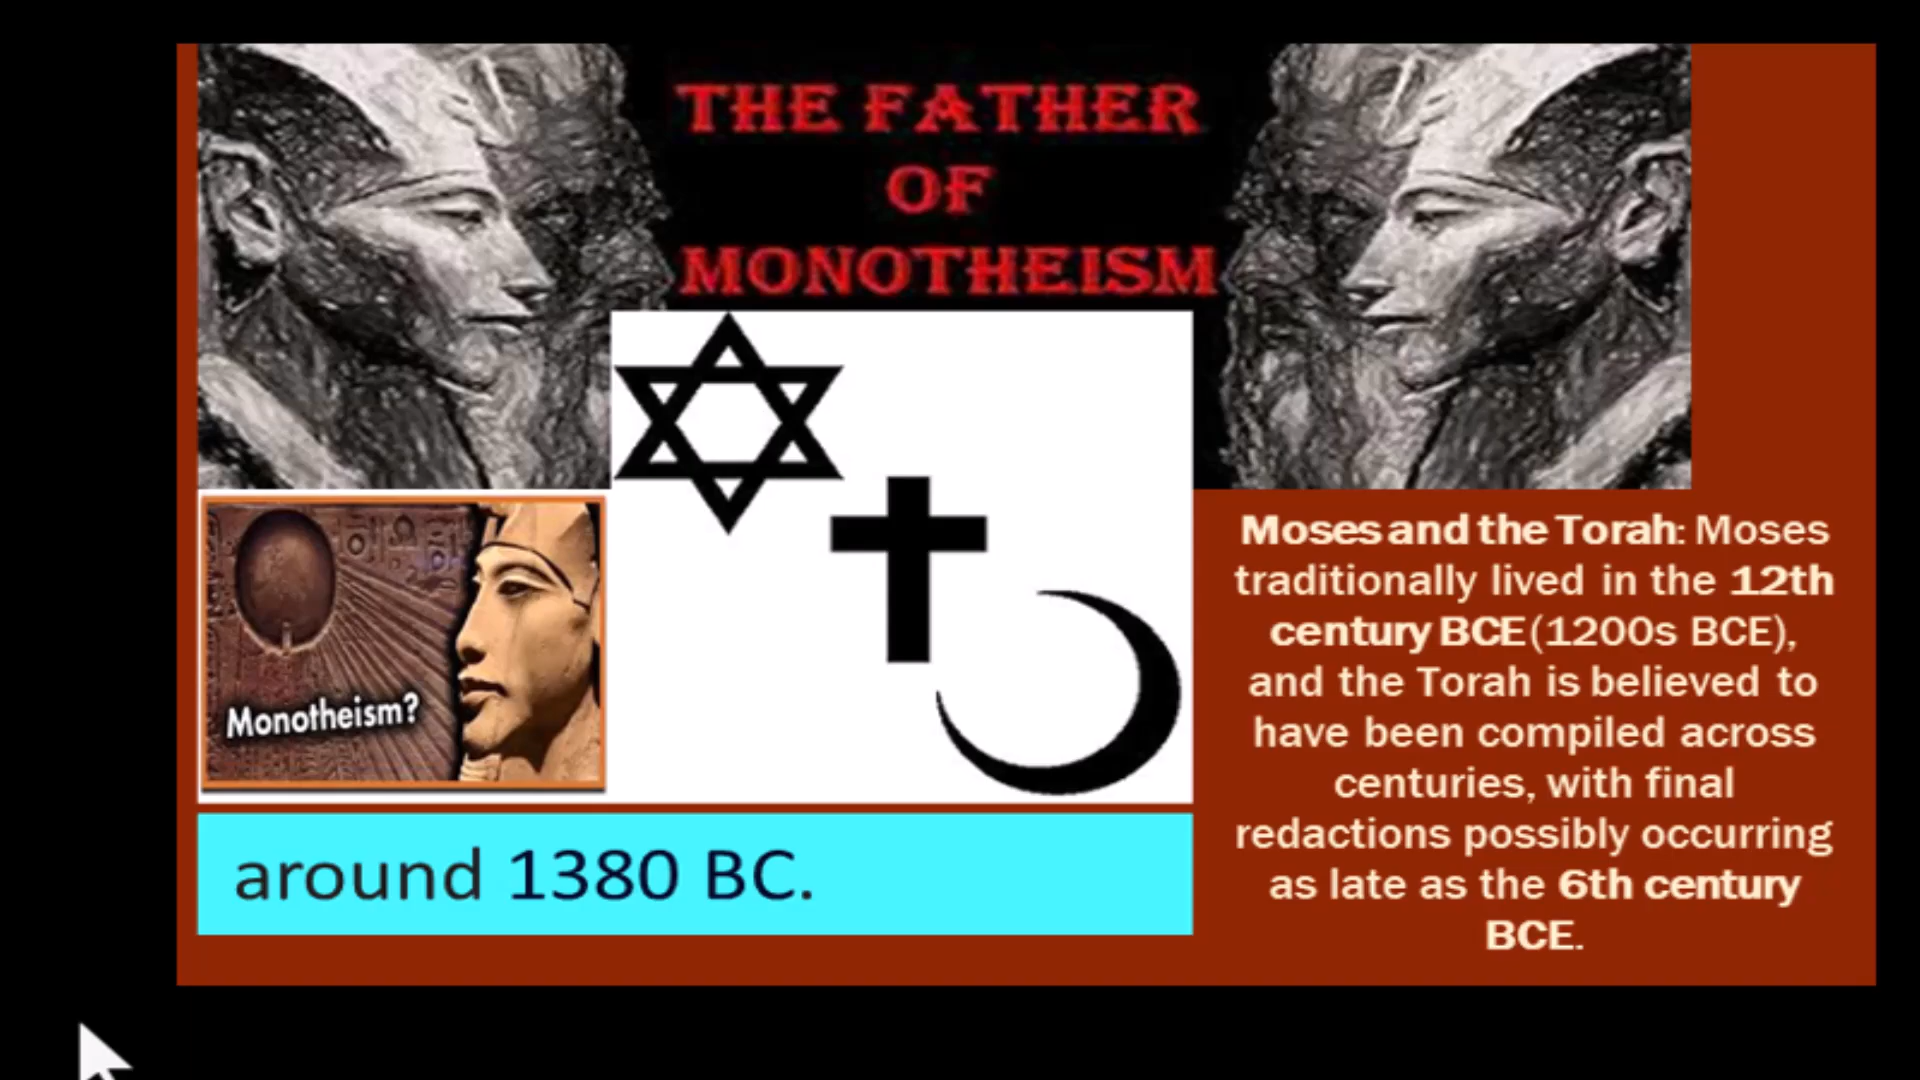 THE FATHER
OF
MONOTHEISM
Monotheism?
around 1380 BC.
Moses and the Torah: Moses
traditionally lived in the 12th
century BCE (1200s BCE),
and the Torah is believed to
have been compiled across
centuries, with final
redactions possibly occurring
as late as the 6th century
BCE.